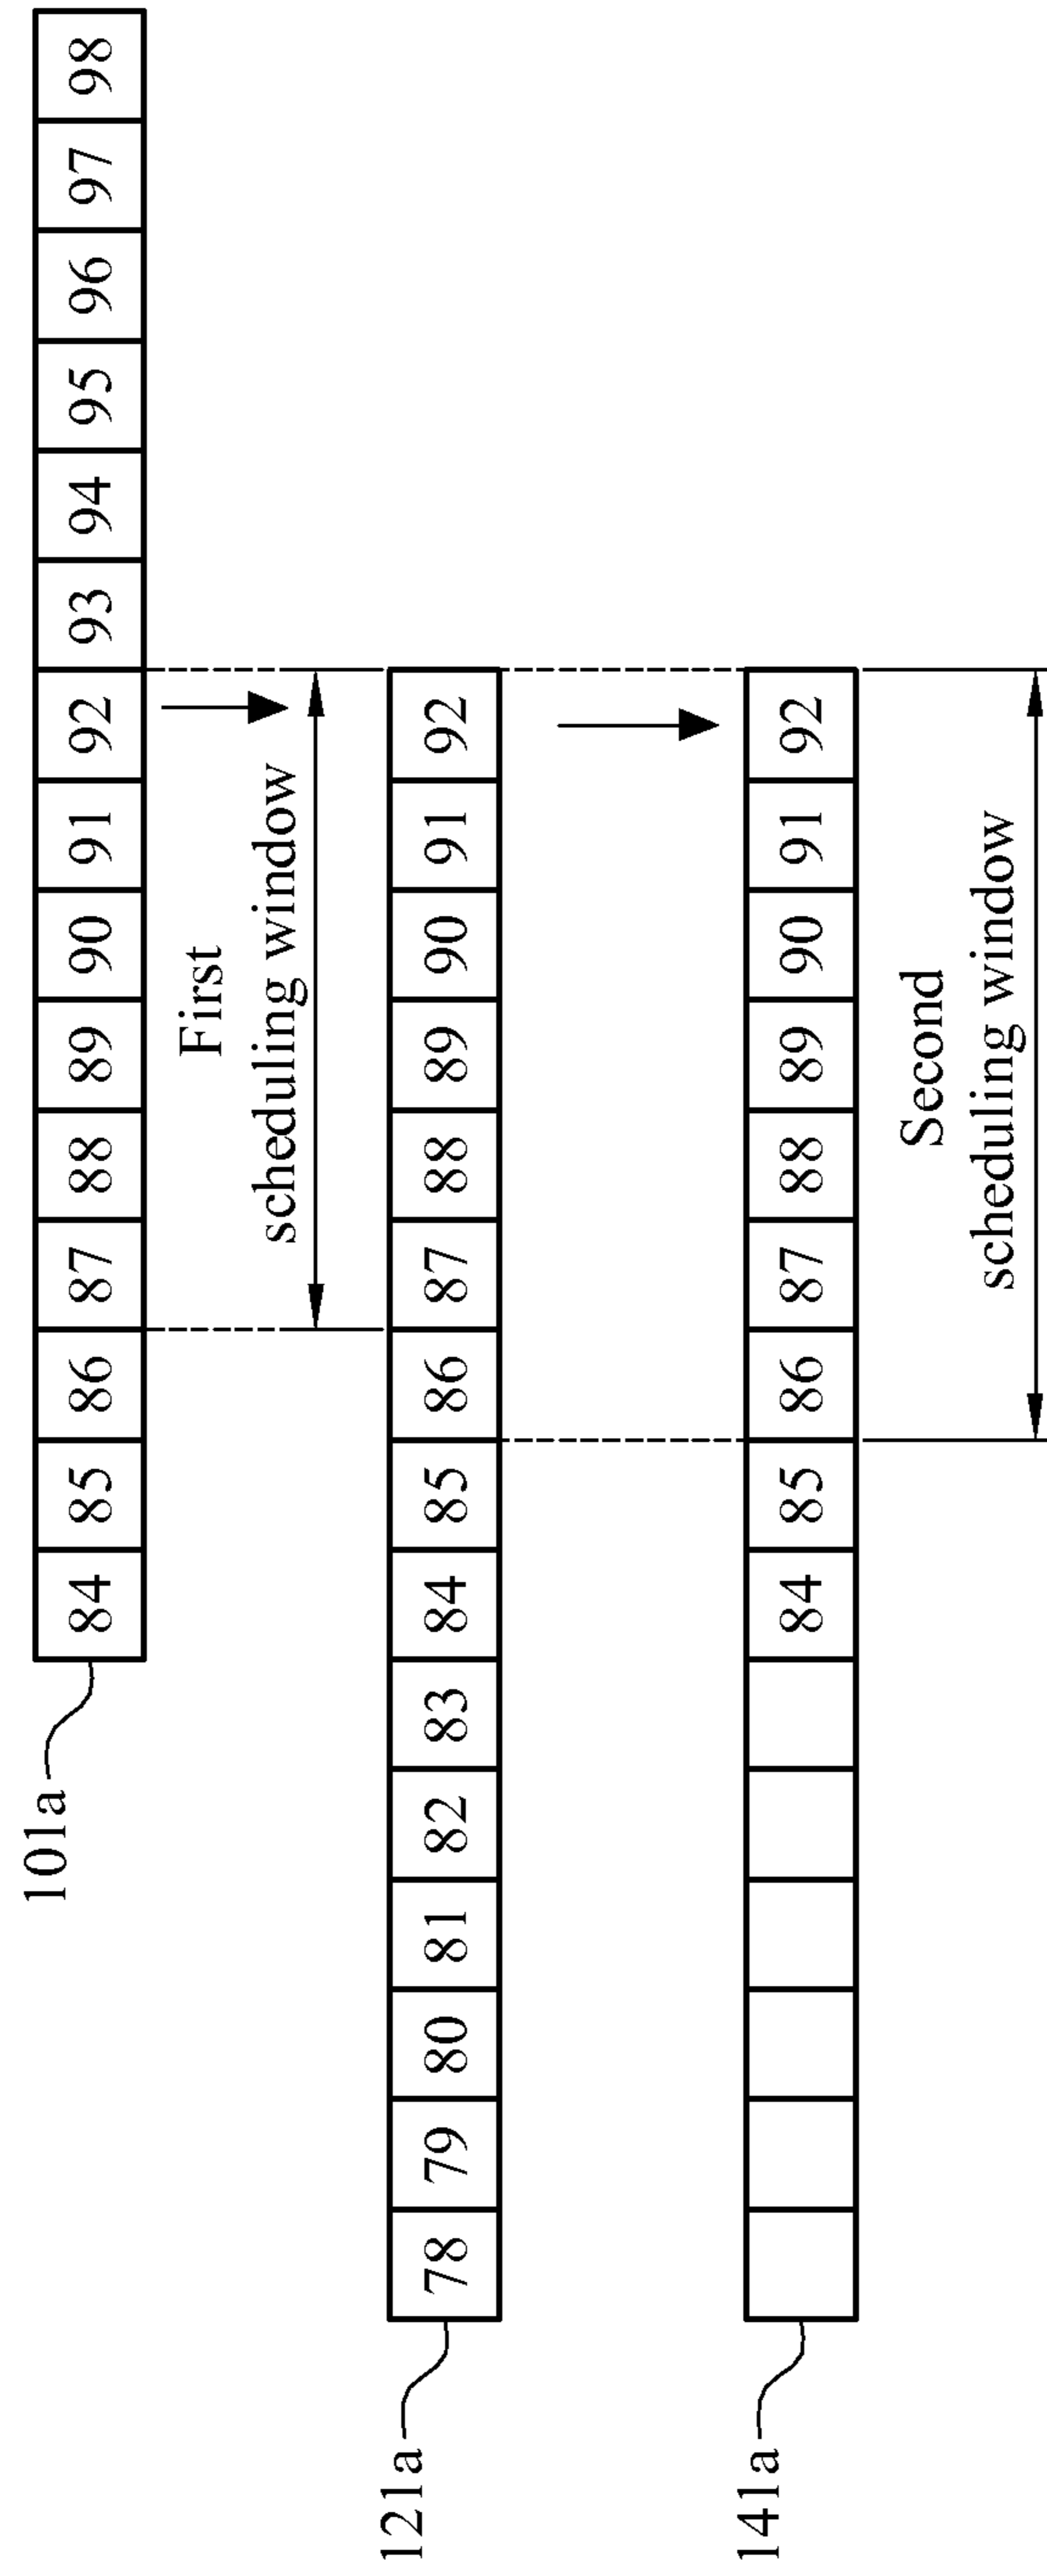 101a
84 85 86 87 88 89 90 91 92 93 94 95 96 97 98
First
scheduling window
121a
78 79 80 81 82 83 84 85 86 87 88 89 90 91 92
141a
84 85 86 87 88 89 90 91 92
Second
scheduling window